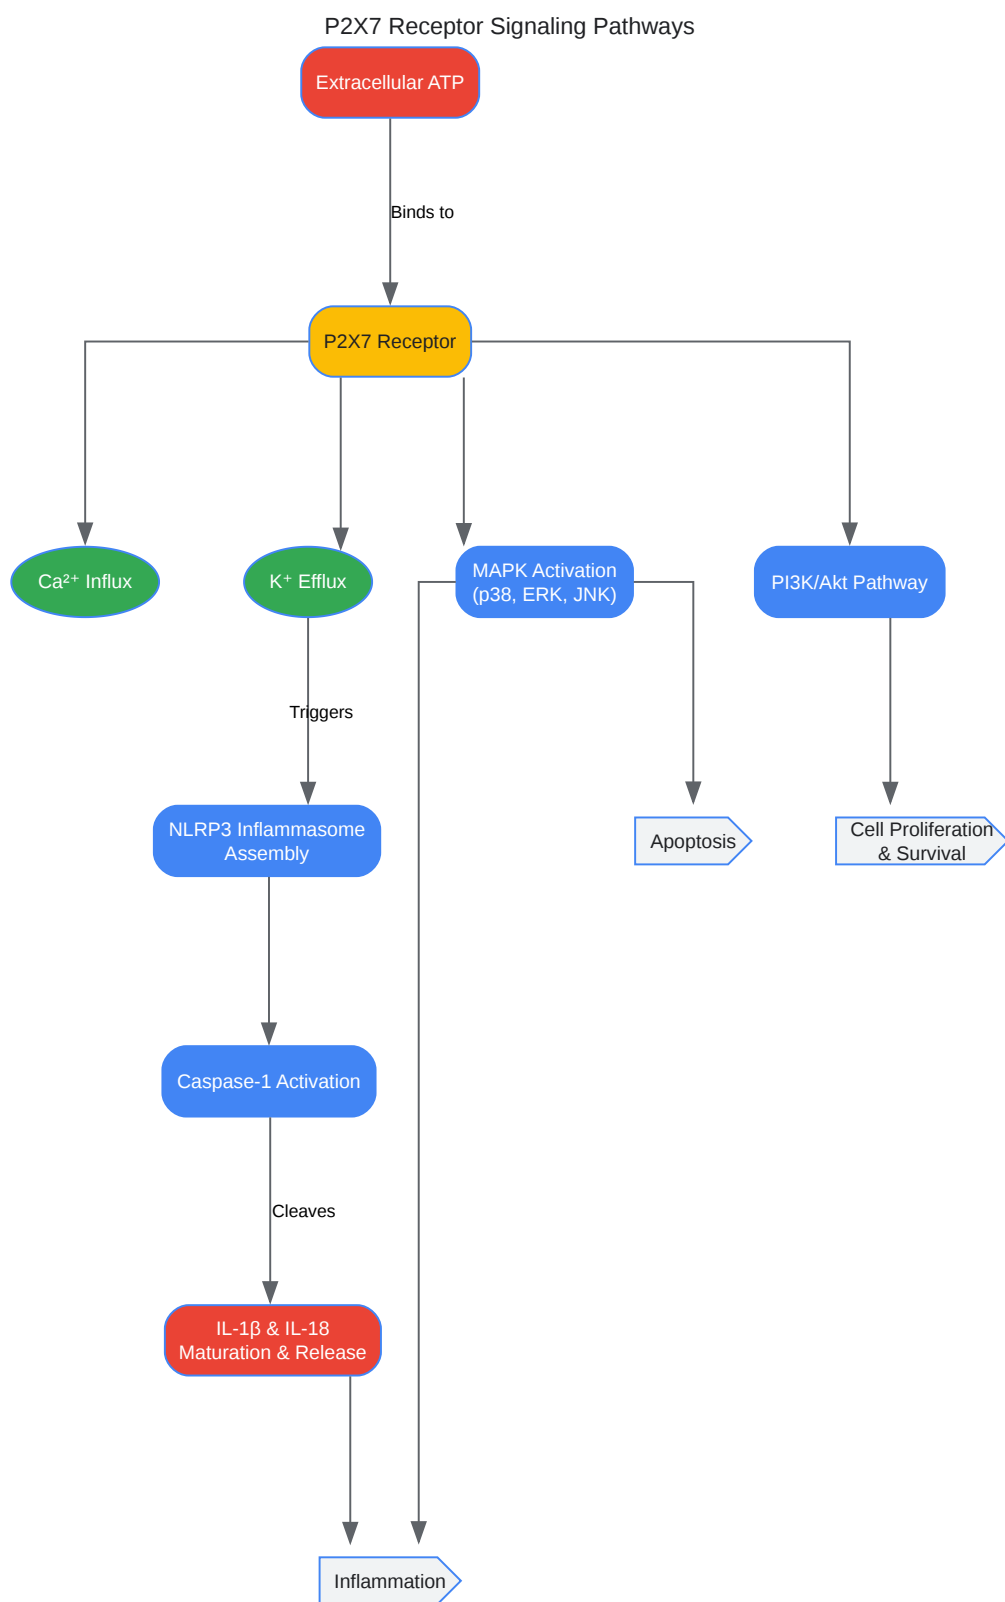 P2X7 Receptor Signaling Pathways
Extracellular ATP
Binds to
P2X7 Receptor
Ca²⁺ Influx
K⁺ Efflux
MAPK Activation
(p38, ERK, JNK)
PI3K/Akt Pathway
Triggers
NLRP3 Inflammasome
Assembly
Apoptosis
Cell Proliferation
& Survival
Caspase-1 Activation
Cleaves
IL-1β & IL-18
Maturation & Release
Inflammation